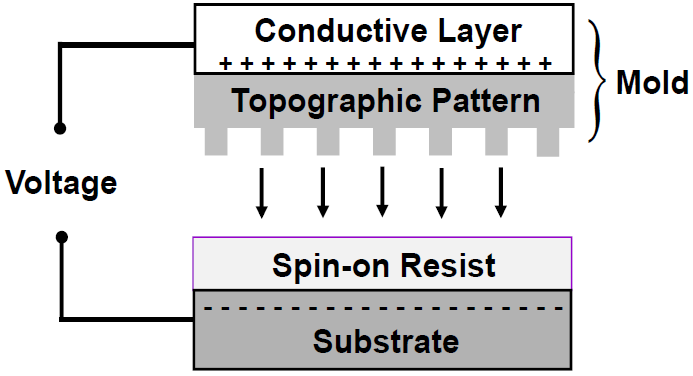 Conductive Layer
+ + + + + + + + + + + + + + + +
Topographic Pattern
Mold
Voltage
Spin-on Resist
- - - - - - - - - - - - - - - - - - - - - -
Substrate